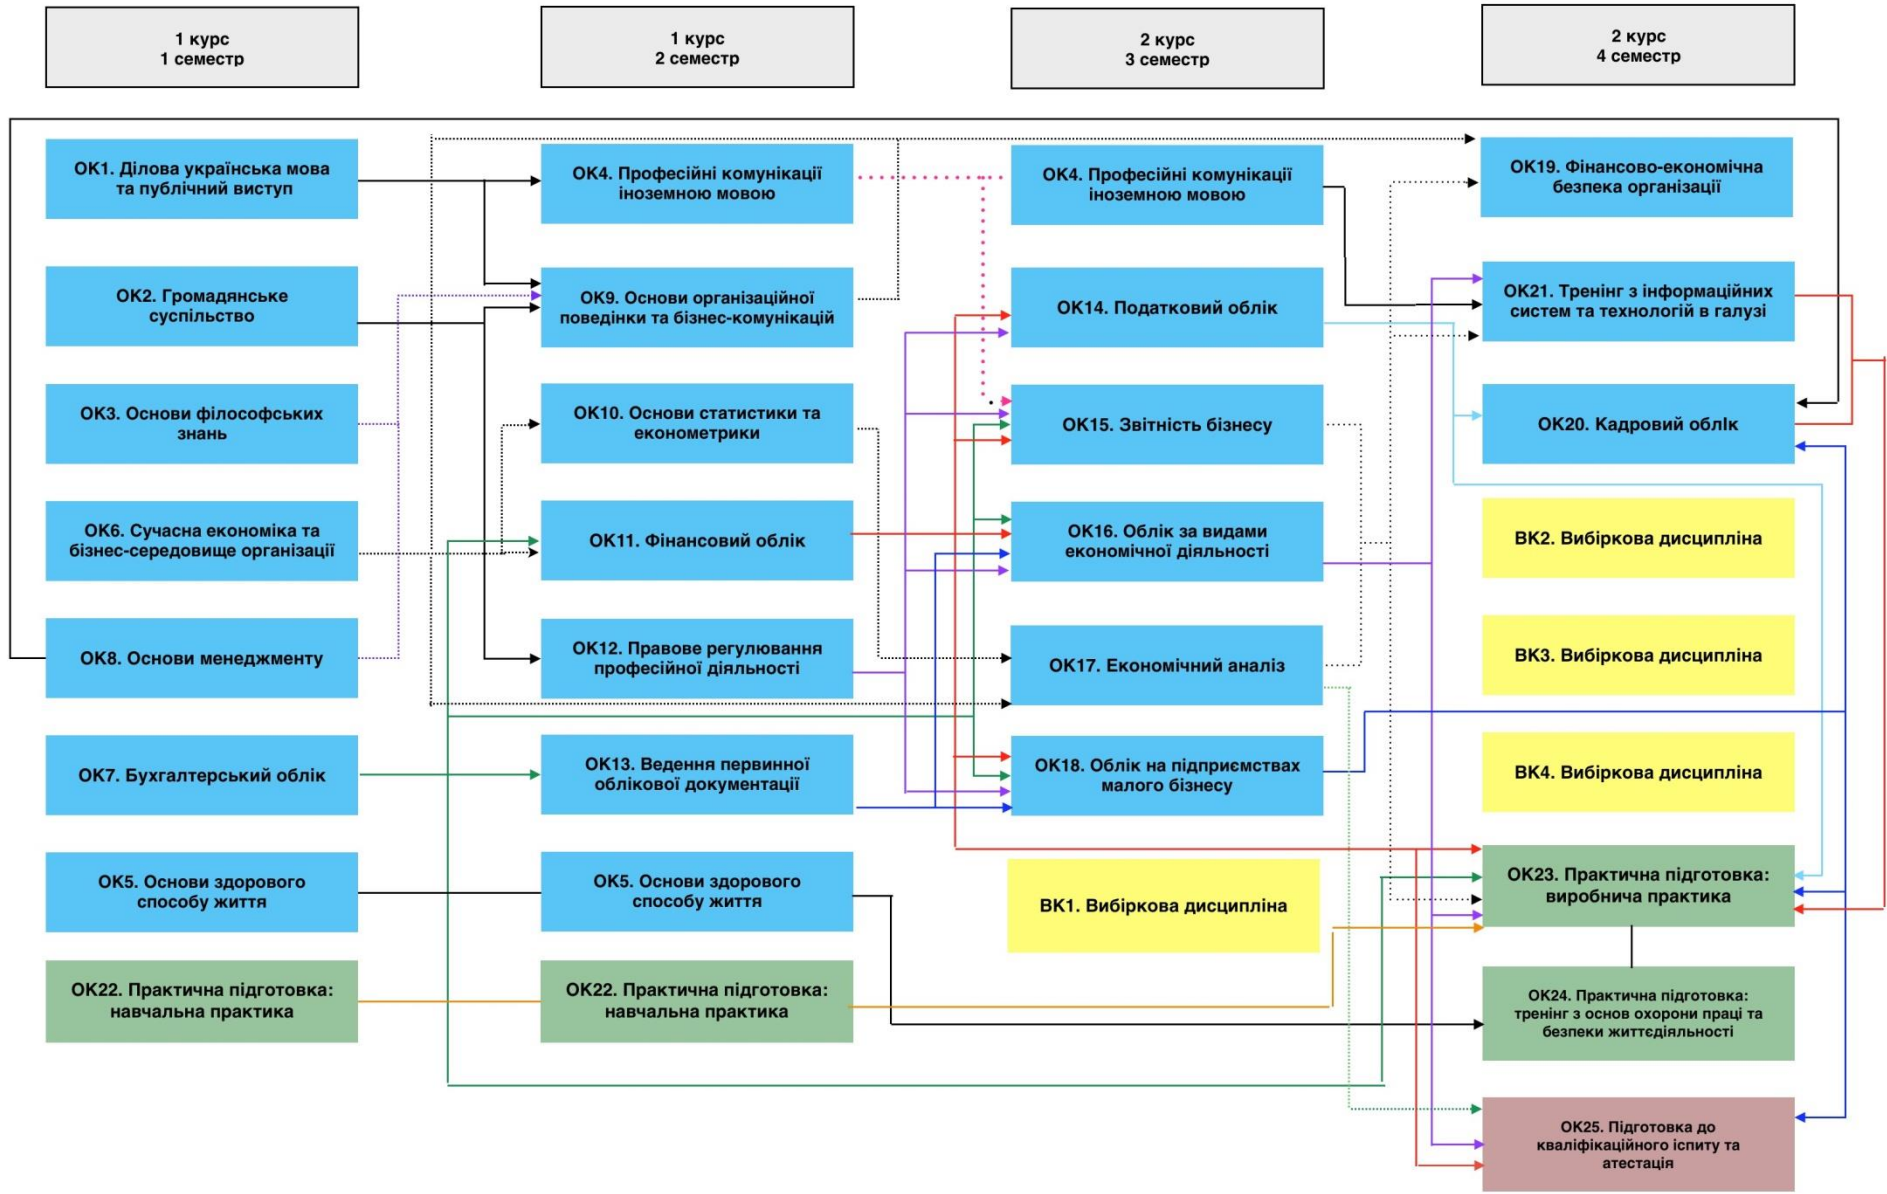 1 курс
1 семестр
1 курс
2 семестр
2 курс
3 семестр
2 курс
4 семестр
ОК1. Ділова українська мова
та публічний виступ
ОК2. Громадянське
суспільство
ОК3. Основи філософських
знань
ОК6. Сучасна економіка та
бізнес-середовище організації
ОК8. Основи менеджменту
ОК7. Бухгалтерський облік
ОК5. Основи здорового
способу життя
ОК22. Практична підготовка:
навчальна практика
ОК4. Професійні комунікації
іноземною мовою
ОК9. Основи організаційної
поведінки та бізнес-комунікацій
ОК10. Основи статистики та
економетрики
ОК11. Фінансовий облік
ОК12. Правове регулювання
професійної діяльності
ОК13. Ведення первинної
облікової документації
ОК5. Основи здорового
способу життя
ОК22. Практична підготовка:
навчальна практика
ОК4. Професійні комунікації
іноземною мовою
ОК14. Податковий облік
ОК15. Звітність бізнесу
ОК16. Облік за видами
економічної діяльності
ОК17. Економічний аналіз
ОК18. Облік на підприємствах
малого бізнесу
ВК1. Вибіркова дисципліна
ОК19. Фінансово-економічна
безпека організації
ОК21. Тренінг з інформаційних
систем та технологій в галузі
ОК20. Кадровий облІк
ВК2. Вибіркова дисципліна
ВК3. Вибіркова дисципліна
ВК4. Вибіркова дисципліна
ОК23. Практична підготовка:
виробнича практика
ОК24. Практична підготовка:
тренінг з основ охорони праці та
безпеки життєдіяльності
ОК25. Підготовка до
кваліфікаційного іспиту та
атестація